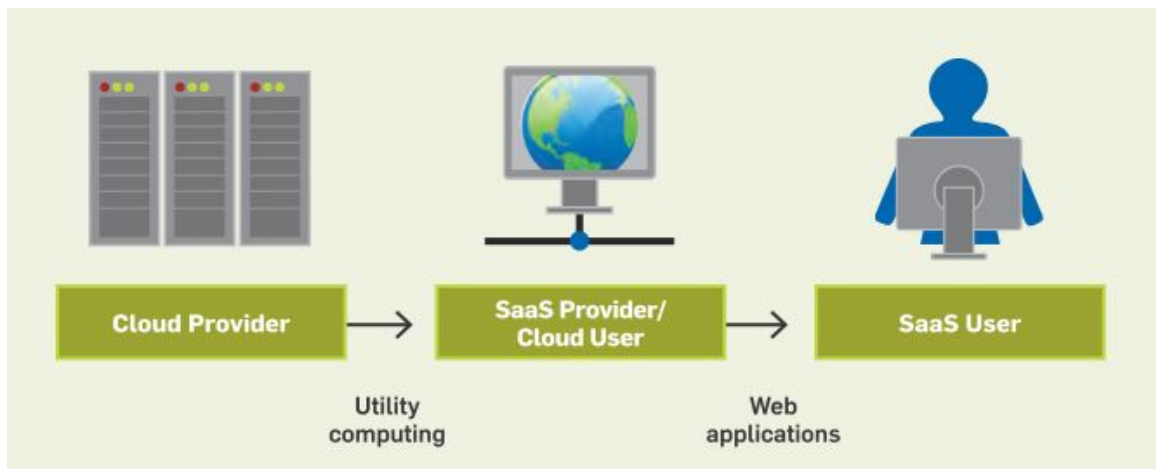 Cloud Provider
SaaS Provider/
Cloud User
SaaS User
Utility
computing
Web
applications